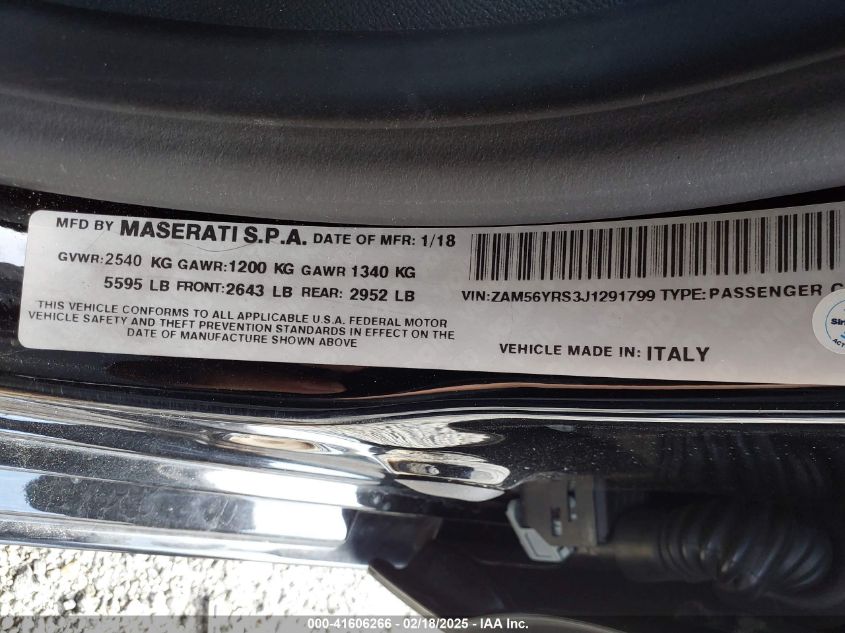 MFD BY MASERATI S.P.A. DATE OF MFR: 1/18
GVWR:2540 KG GAWR:1200 KG GAWR 1340 KG
5595 LB FRONT:2643 LB REAR: 2952 LB
THIS VEHICLE CONFORMS TO ALL APPLICABLE U.S.A. FEDERAL MOTOR
VEHICLE SAFETY AND THEFT PREVENTION STANDARDS IN EFFECT ON THE
DATE OF MANUFACTURE SHOWN ABOVE
VIN:ZAM56YRS3J1291799 TYPE:PASSENGER C
VEHICLE MADE IN: ITALY
000-41606266 - 02/18/2025 - IAA Inc.